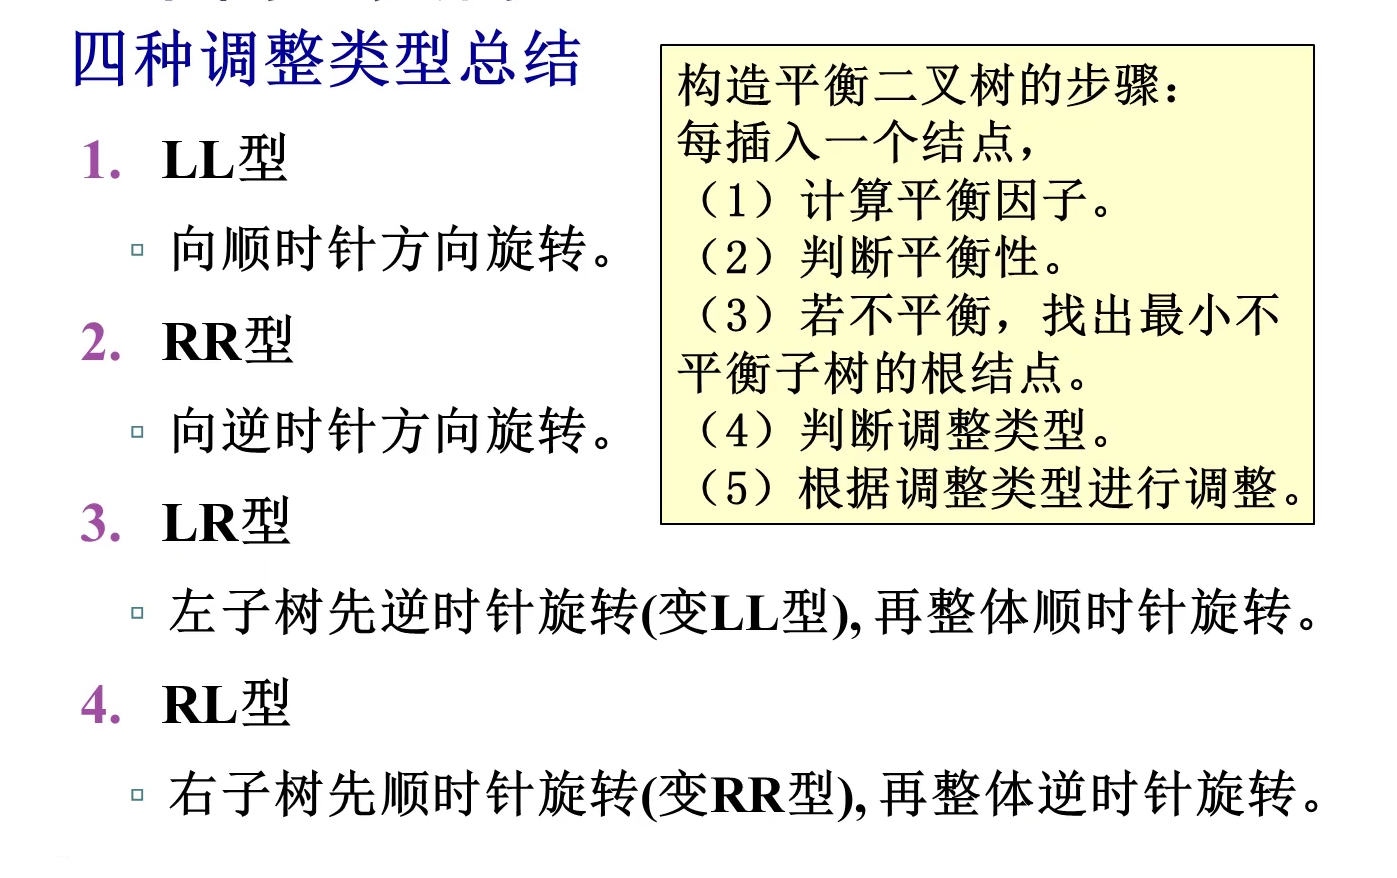 四种调整类型总结
1. LL型
向顺时针方向旋转。
2. RR型
向逆时针方向旋转。
3. LR型
左子树先逆时针旋转(变LL型),再整体顺时针旋转。
4. RL型
右子树先顺时针旋转(变RR型),再整体逆时针旋转。
构造平衡二叉树的步骤：
每插入一个结点，
（1）计算平衡因子。
（2）判断平衡性。
（3）若不平衡，找出最小不
平衡子树的根结点。
（4）判断调整类型。
（5）根据调整类型进行调整。